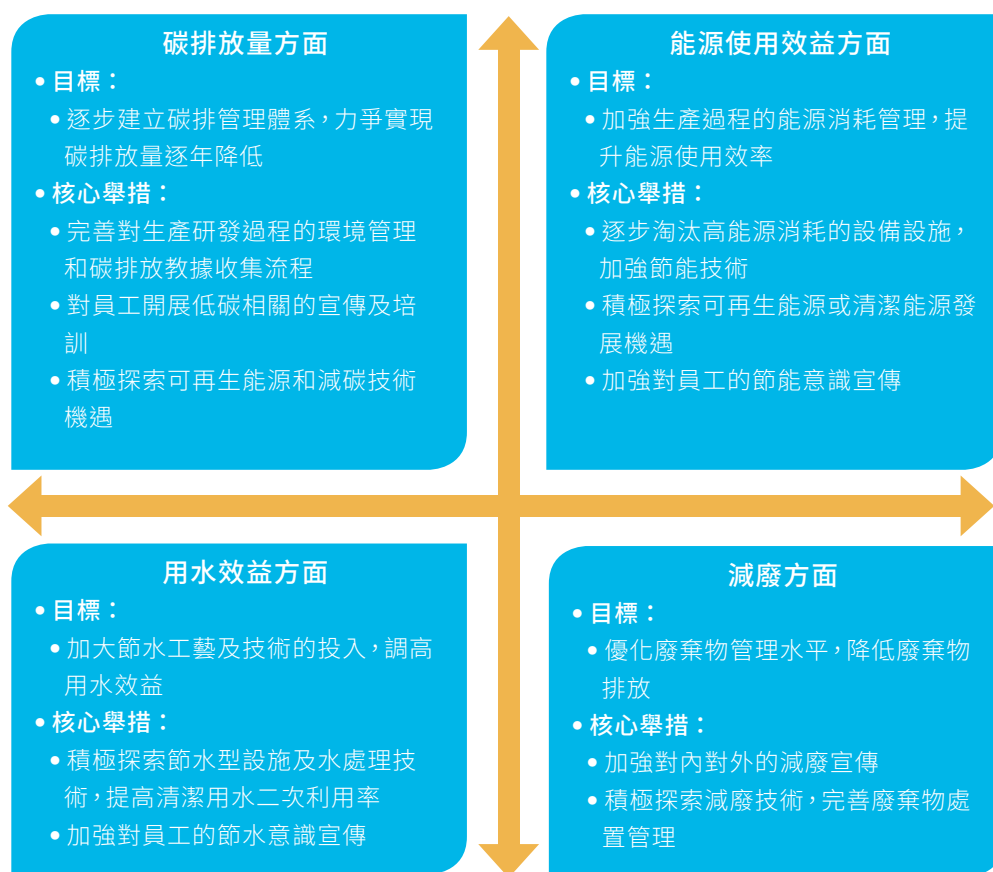 碳排放量方面
• 目標：
• 逐步建立碳排管理體系，力爭實現
碳排放量逐年降低
• 核心舉措：
• 完善對生產研發過程的環境管理
和碳排放教據收集流程
• 對員工開展低碳相關的宣傳及培
訓
• 積極探索可再生能源和減碳技術
機遇
能源使用效益方面
• 目標：
• 加強生產過程的能源消耗管理，提
升能源使用效率
• 核心舉措：
• 逐步淘汰高能源消耗的設備設施，
加強節能技術
• 積極探索可再生能源或清潔能源發
展機遇
• 加強對員工的節能意識宣傳
用水效益方面
• 目標：
• 加大節水工藝及技術的投入，調高
用水效益
• 核心舉措：
• 積極探索節水型設施及水處理技
術，提高清潔用水二次利用率
• 加強對員工的節水意識宣傳
減廢方面
• 目標：
• 優化廢棄物管理水平，降低廢棄物
排放
• 核心舉措：
• 加強對內對外的減廢宣傳
• 積極探索減廢技術，完善廢棄物處
置管理